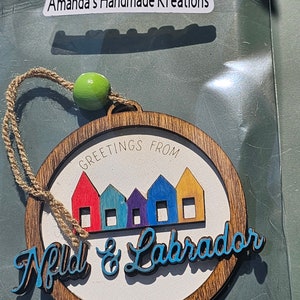 Amanda's Handmade Kreations
GREETINGS FROM
Nfld & Labrador